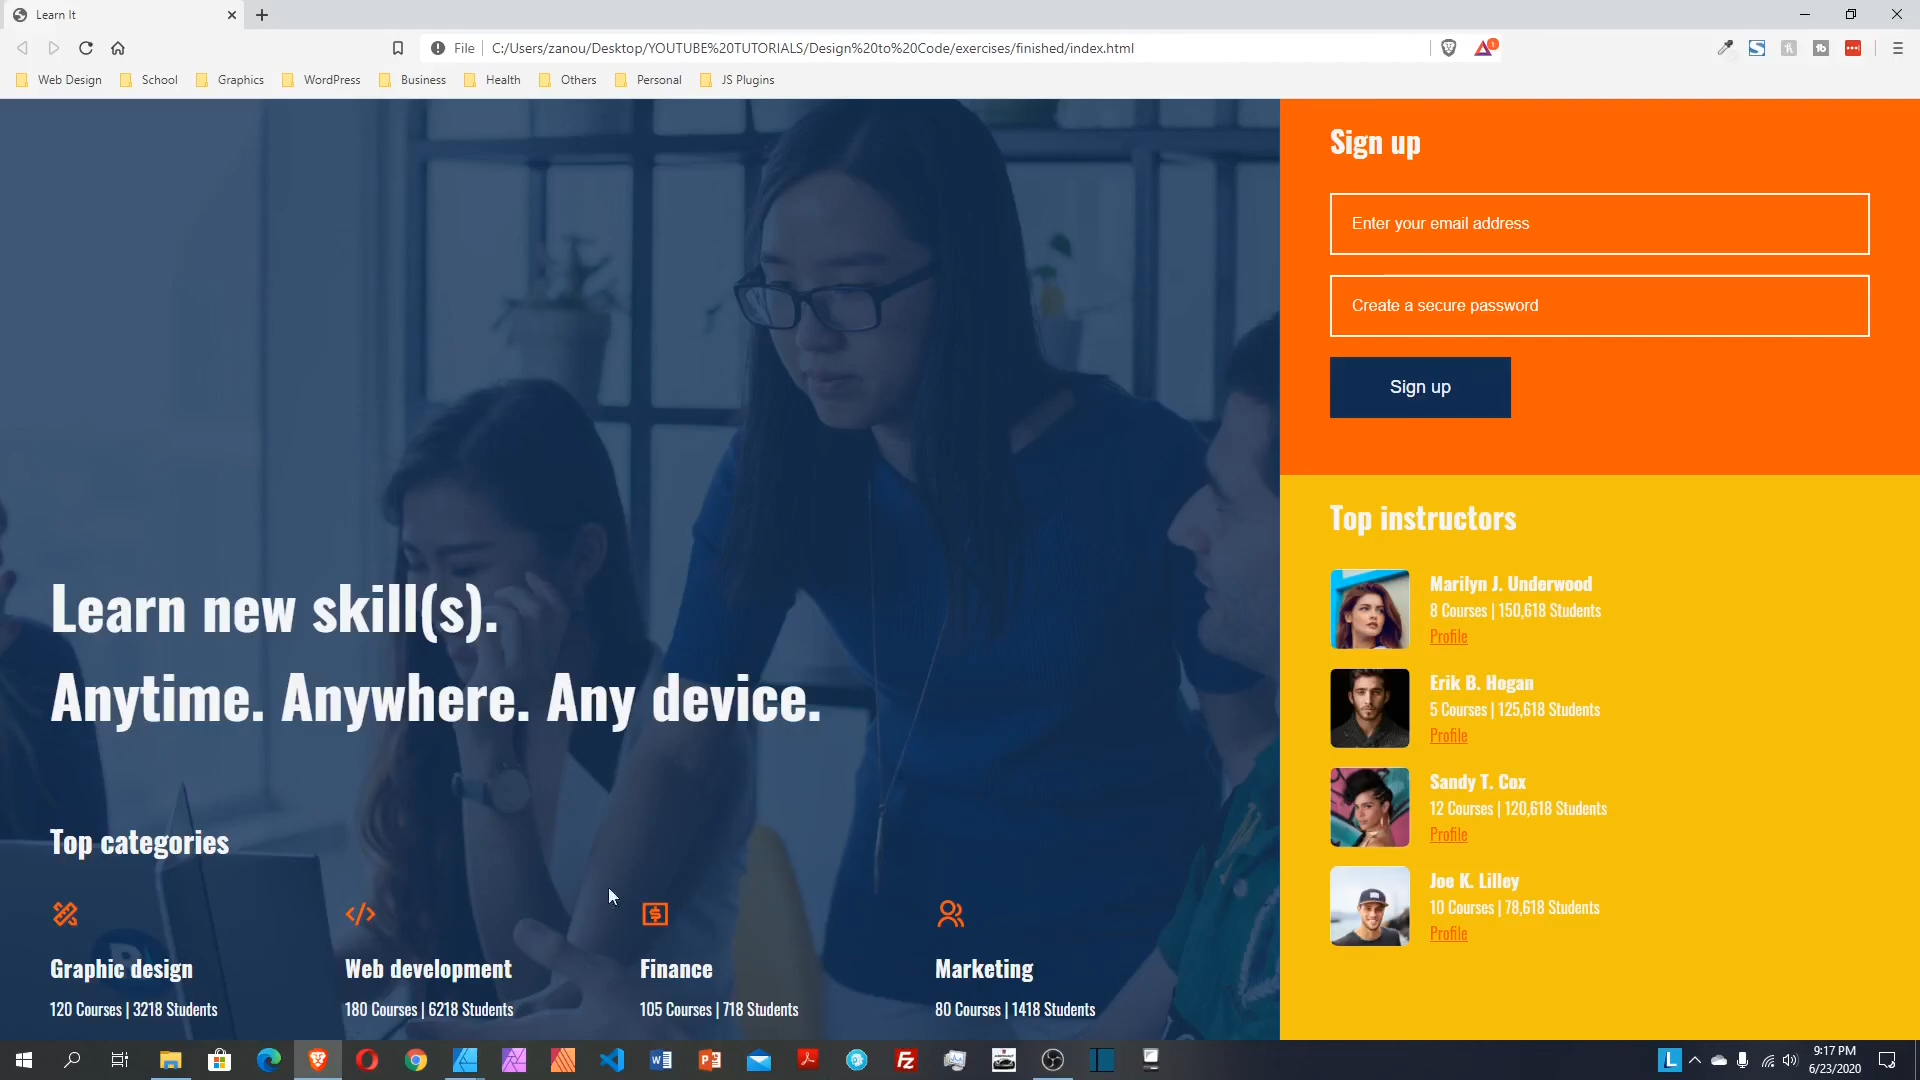 Learn It
File
C:/Users/zanou/Desktop/YOUTUBE%20TUTORIALS/Design%20to%20Code/exercises/finished/index.html
1
Web Design
School
Graphics
WordPress
Business
Health
Others
Personal
JS Plugins
Learn new skill(s).
Anytime. Anywhere. Any device.
Top categories
Graphic design
120 Courses | 3218 Students
Web development
180 Courses | 6218 Students
Finance
105 Courses | 718 Students
Marketing
80 Courses | 1418 Students
Sign up
Enter your email address
Create a secure password
Sign up
Top instructors
Marilyn J. Underwood
8 Courses | 150,618 Students
Profile
Erik B. Hogan
5 Courses | 125,618 Students
Profile
Sandy T. Cox
12 Courses | 120,618 Students
Profile
Joe K. Lilley
10 Courses | 78,618 Students
Profile
L
9:17 PM
6/23/2020